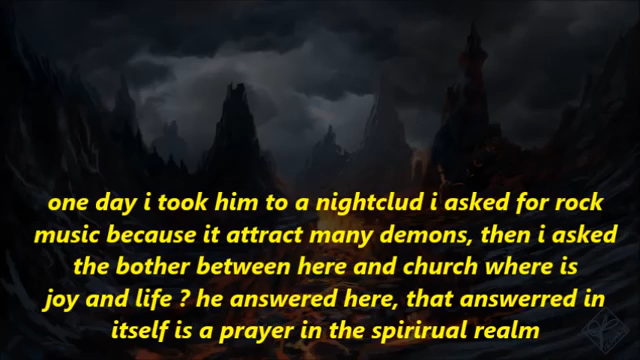 one day i took him to a nightclud i asked for rock
music because it attract many demons, then i asked
the bother between here and church where is
joy and life ? he answered here, that answerred in
itself is a prayer in the spirirual realm